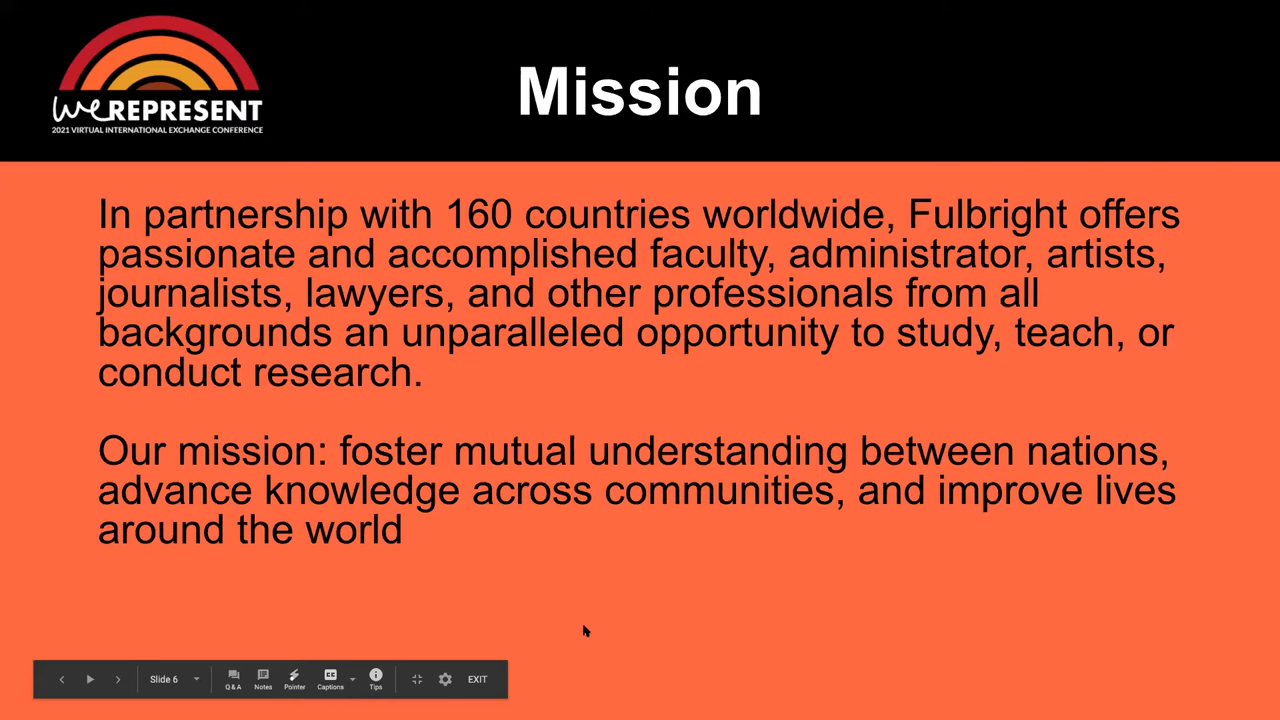 we REPRESENT
2021 VIRTUAL INTERNATIONAL EXCHANGE CONFERENCE
Mission
In partnership with 160 countries worldwide, Fulbright offers
passionate and accomplished faculty, administrator, artists,
journalists, lawyers, and other professionals from all
backgrounds an unparalleled opportunity to study, teach, or
conduct research.
Our mission: foster mutual understanding between nations,
advance knowledge across communities, and improve lives
around the world
Slide 6
Q&A Notes Pointer CC Captions Tips EXIT